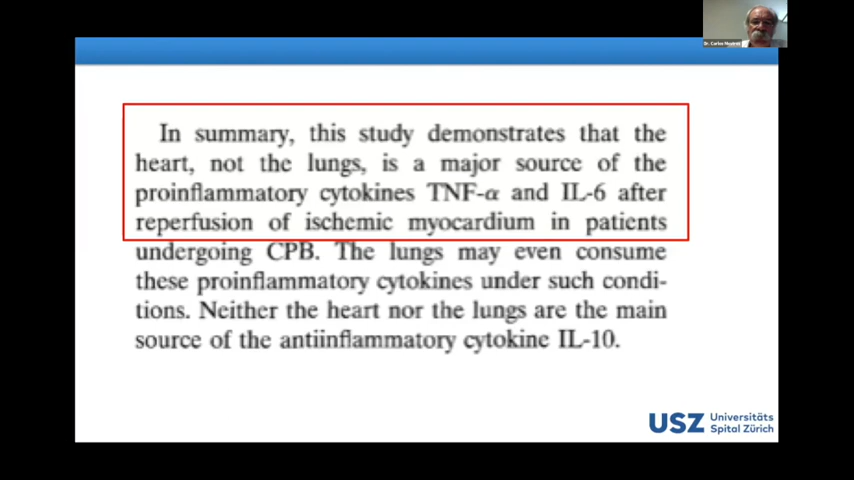 Dr. Carlos
In summary, this study demonstrates that the
heart, not the lungs, is a major source of the
proinflammatory cytokines TNF-α and IL-6 after
reperfusion of ischemic myocardium in patients
undergoing CPB. The lungs may even consume
these proinflammatory cytokines under such condi-
tions. Neither the heart nor the lungs are the main
source of the antiinflammatory cytokine IL-10.
USZ Universitäts
Spital Zürich